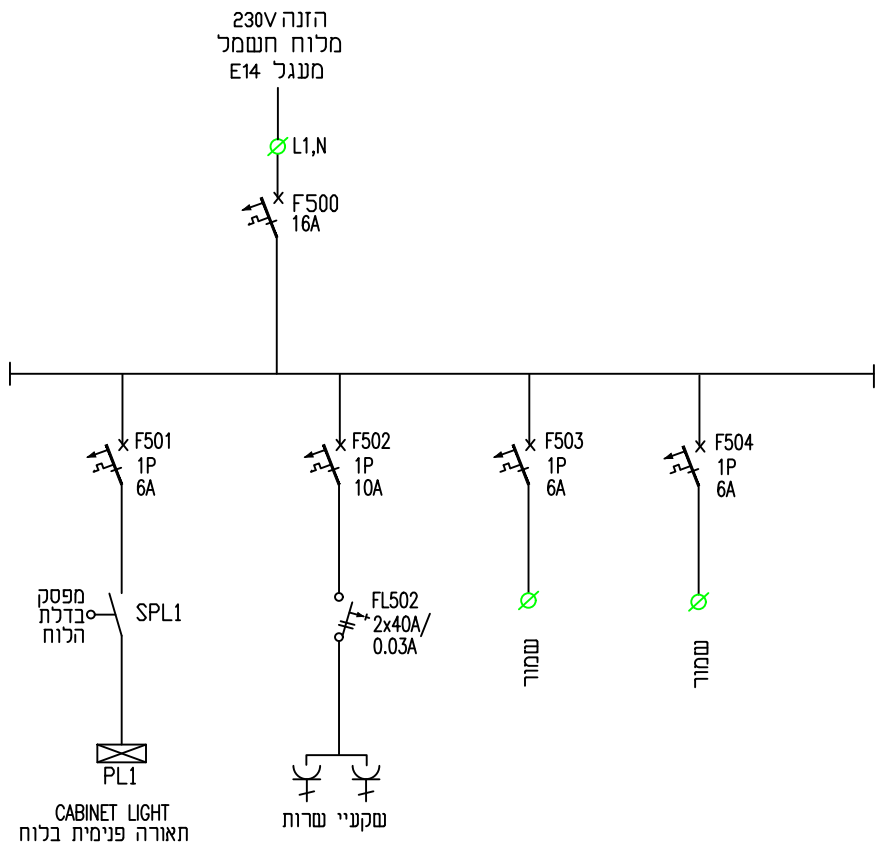 הזנה 230V
מלוח חשמל
מעגל E14
L1,N
F500
16A
F501
1P
6A
F502
1P
10A
F503
1P
6A
F504
1P
6A
מפסק
בדלת
הלוח
SPL1
FL502
2x40A/
0.03A
שמור
שמור
PL1
CABINET LIGHT
תאורה פנימית בלוח
שקעיי שרות